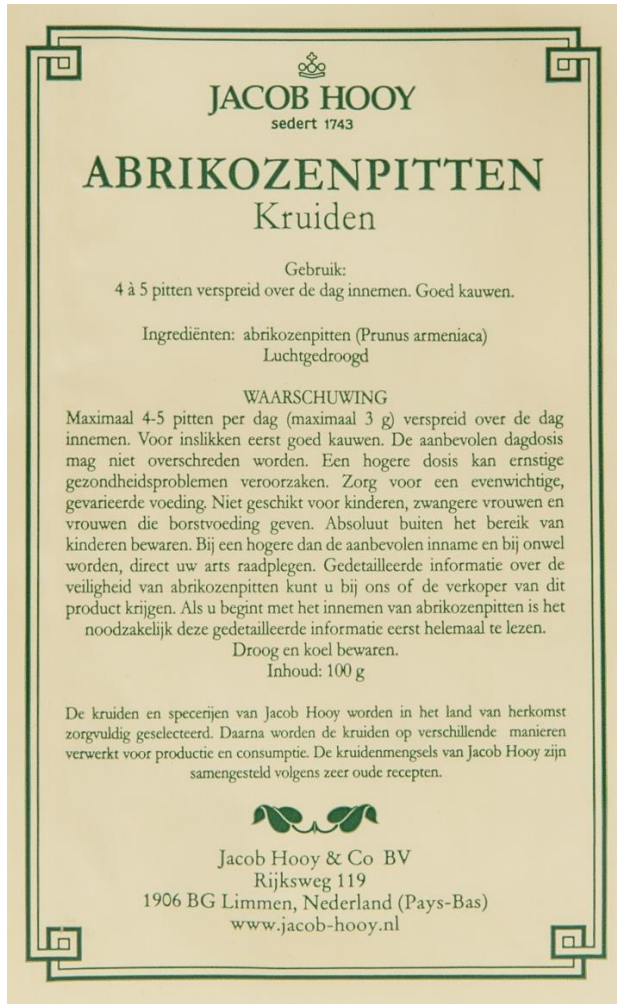 JACOB HOOY
sedert 1743
ABRIKOZENPITTEN
Kruiden
Gebruik:
4 à 5 pitten verspreid over de dag innemen. Goed kauwen.
Ingrediënten: abrikozenpitten (Prunus armeniaca)
Luchtgedroogd
WAARSCHUWING
Maximaal 4-5 pitten per dag (maximaal 3 g) verspreid over de dag
innemen. Voor inslikken eerst goed kauwen. De aanbevolen dagdosis
mag niet overschreden worden. Een hogere dosis kan ernstige
gezondheidsproblemen veroorzaken. Zorg voor een evenwichtige,
gevarieerde voeding. Niet geschikt voor kinderen, zwangere vrouwen en
vrouwen die borstvoeding geven. Absoluut buiten het bereik van
kinderen bewaren. Bij een hogere dan de aanbevolen inname en bij onwel
worden, direct uw arts raadplegen. Gedetailleerde informatie over de
veiligheid van abrikozenpitten kunt u bij ons of de verkoper van dit
product krijgen. Als u begint met het innemen van abrikozenpitten is het
noodzakelijk deze gedetailleerde informatie eerst helemaal te lezen.
Droog en koel bewaren.
Inhoud: 100 g
De kruiden en specerijen van Jacob Hooy worden in het land van herkomst
zorgvuldig geselecteerd. Daarna worden de kruiden op verschillende manieren
verwerkt voor productie en consumptie. De kruidenmengsels van Jacob Hooy zijn
samengesteld volgens zeer oude recepten.
Jacob Hooy & Co BV
Rijksweg 119
1906 BG Limmen, Nederland (Pays-Bas)
www.jacob-hooy.nl